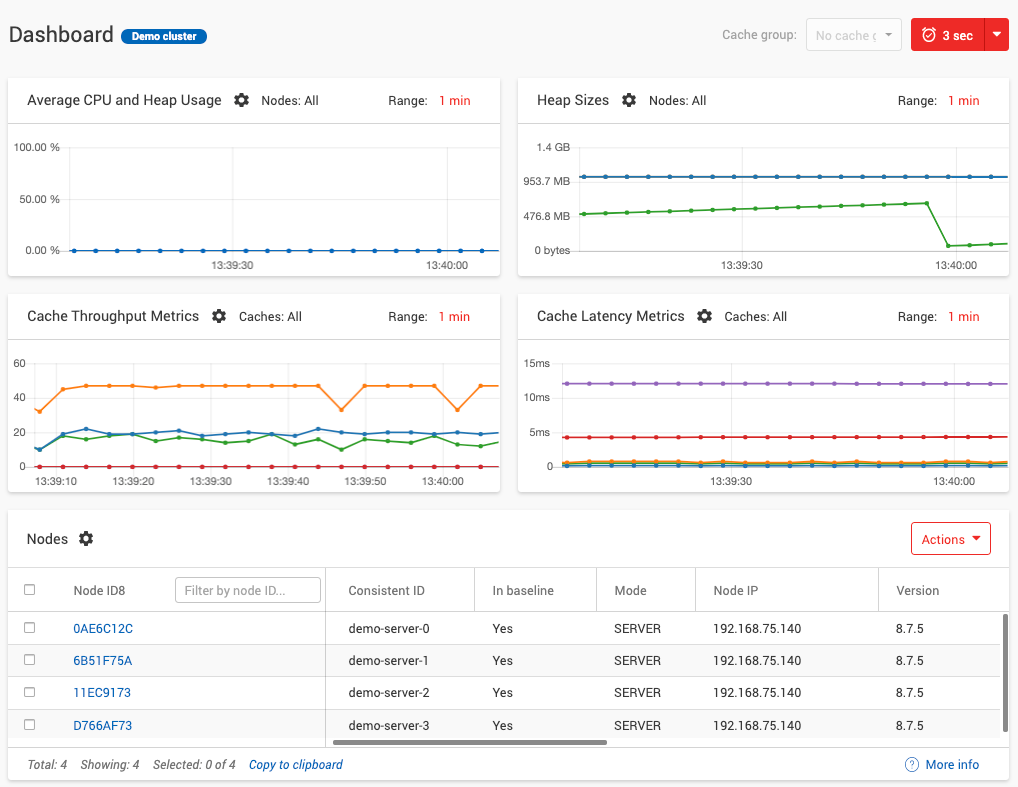 Dashboard Demo cluster Cache group: No cache g 3 sec
Average CPU and Heap Usage Nodes: All Range: 1 min
100.00 %
50.00 %
0.00 %
13:39:30 13:40:00
Heap Sizes Nodes: All Range: 1 min
1.4 GB
953.7 MB
476.8 MB
0 bytes
13:39:30 13:40:00
Cache Throughput Metrics Caches: All Range: 1 min
60
40
20
0
13:39:10 13:39:20 13:39:30 13:39:40 13:39:50 13:40:00
Cache Latency Metrics Caches: All Range: 1 min
15ms
10ms
5ms
0
13:39:30 13:40:00
Nodes Actions
Node ID8 Filter by node ID... Consistent ID In baseline Mode Node IP Version
0AE6C12C demo-server-0 Yes SERVER 192.168.75.140 8.7.5
6B51F75A demo-server-1 Yes SERVER 192.168.75.140 8.7.5
11EC9173 demo-server-2 Yes SERVER 192.168.75.140 8.7.5
D766AF73 demo-server-3 Yes SERVER 192.168.75.140 8.7.5
Total: 4 Showing: 4 Selected: 0 of 4 Copy to clipboard ? More info